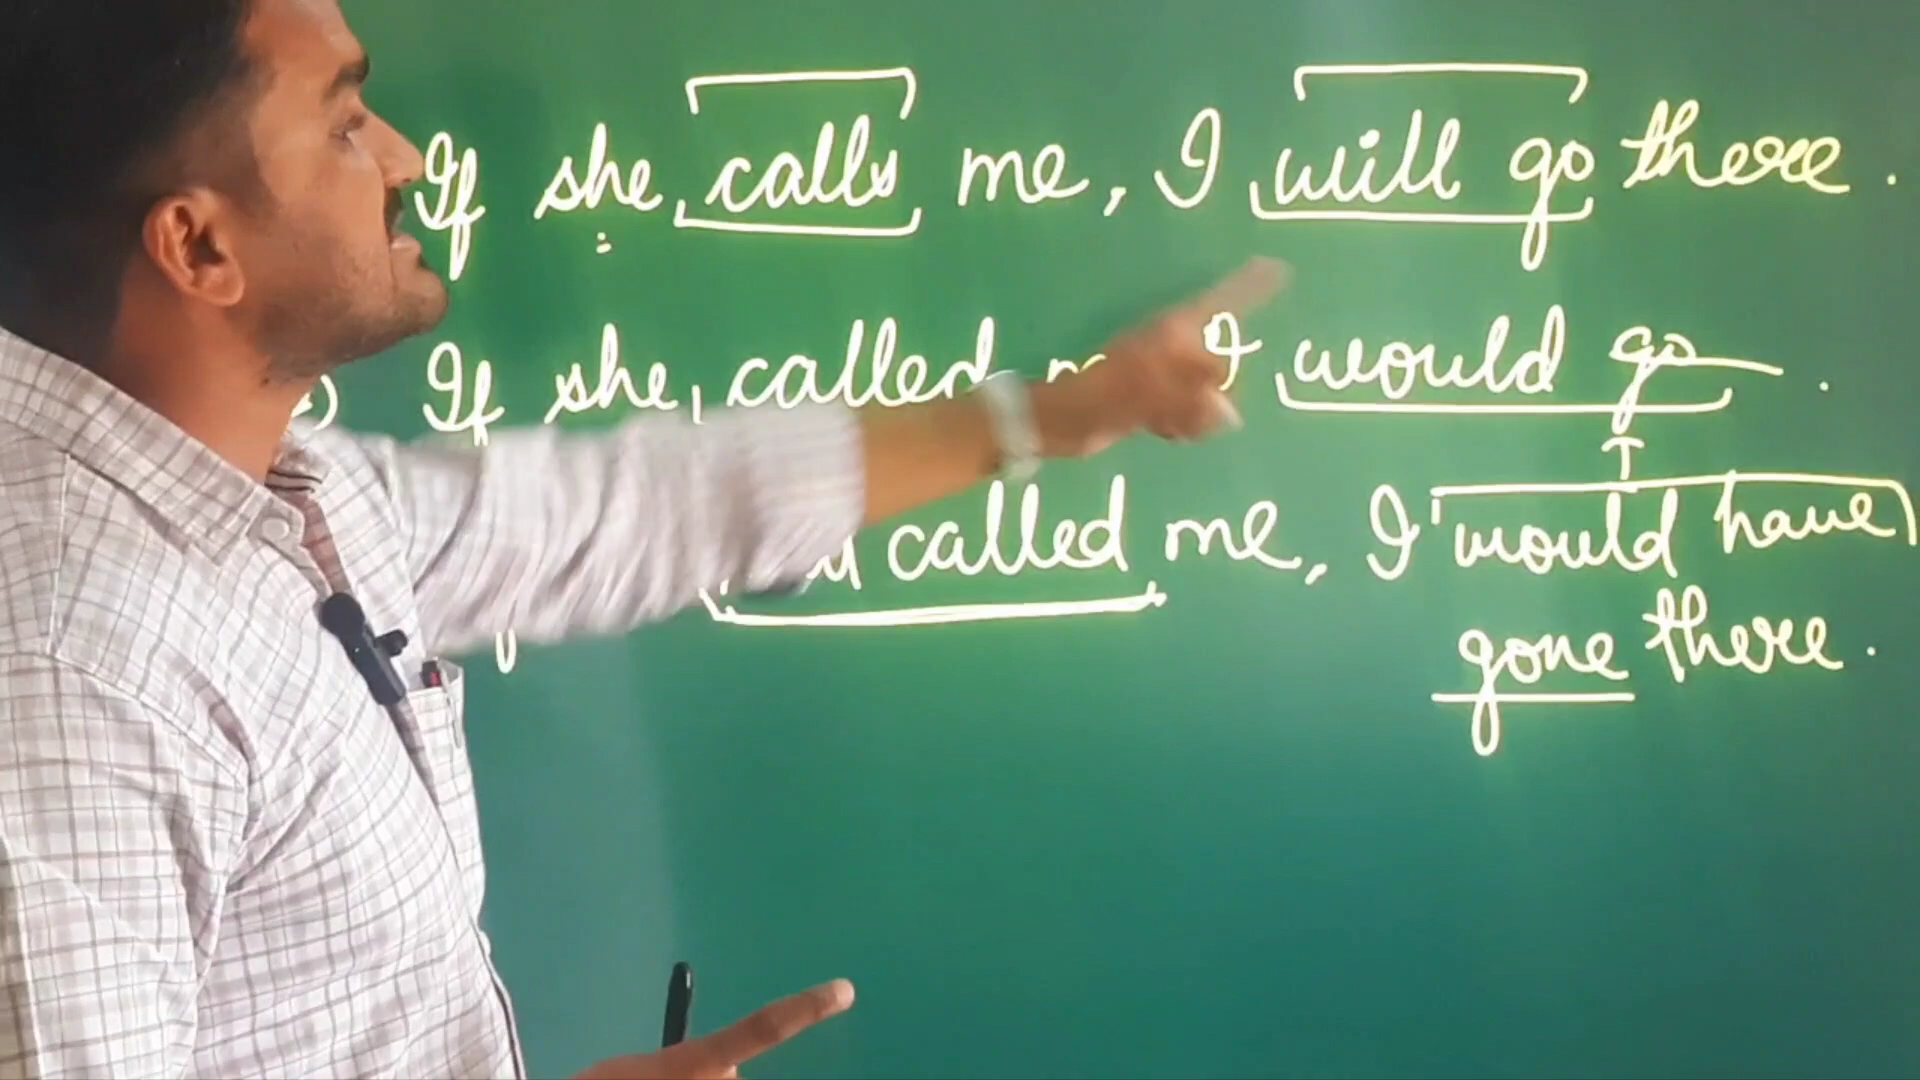 If she calls me, I will go there.
) If she called I would go .
called me, I would have
gone there.